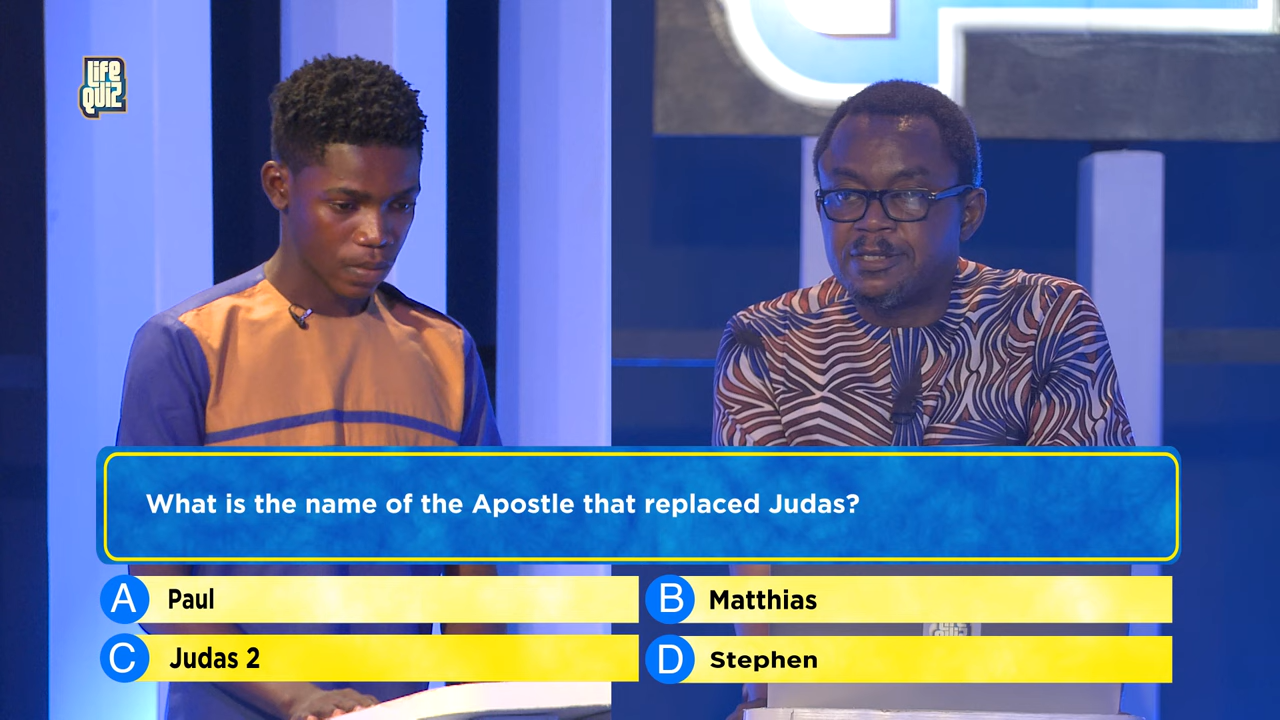 LIFE
QUIZ
What is the name of the Apostle that replaced Judas?
A Paul
B Matthias
C Judas 2
D Stephen